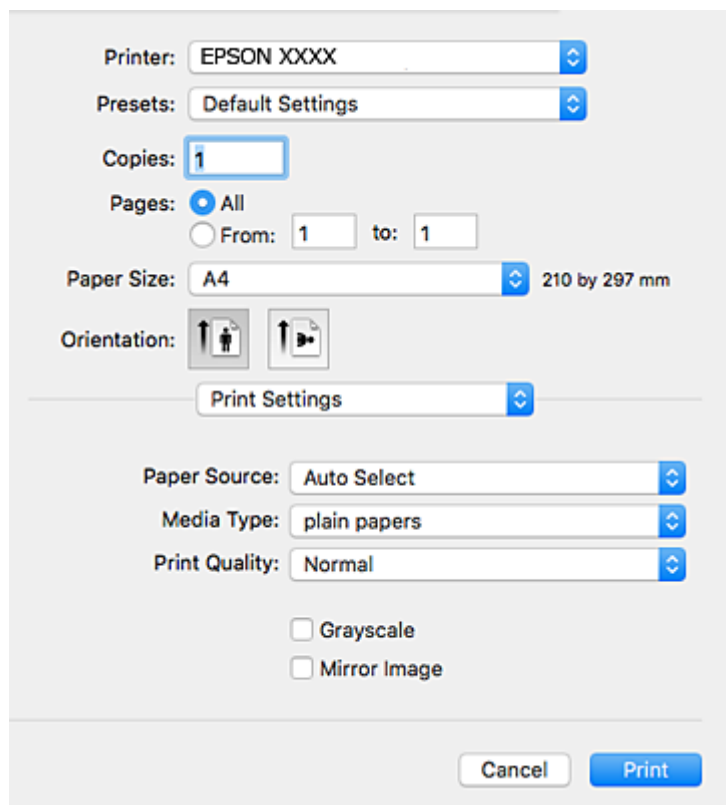 Printer: EPSON XXXX
Presets: Default Settings
Copies: 1
Pages: All
From: 1 to: 1
Paper Size: A4 210 by 297 mm
Orientation:
Print Settings
Paper Source: Auto Select
Media Type: plain papers
Print Quality: Normal
Grayscale
Mirror Image
Cancel Print